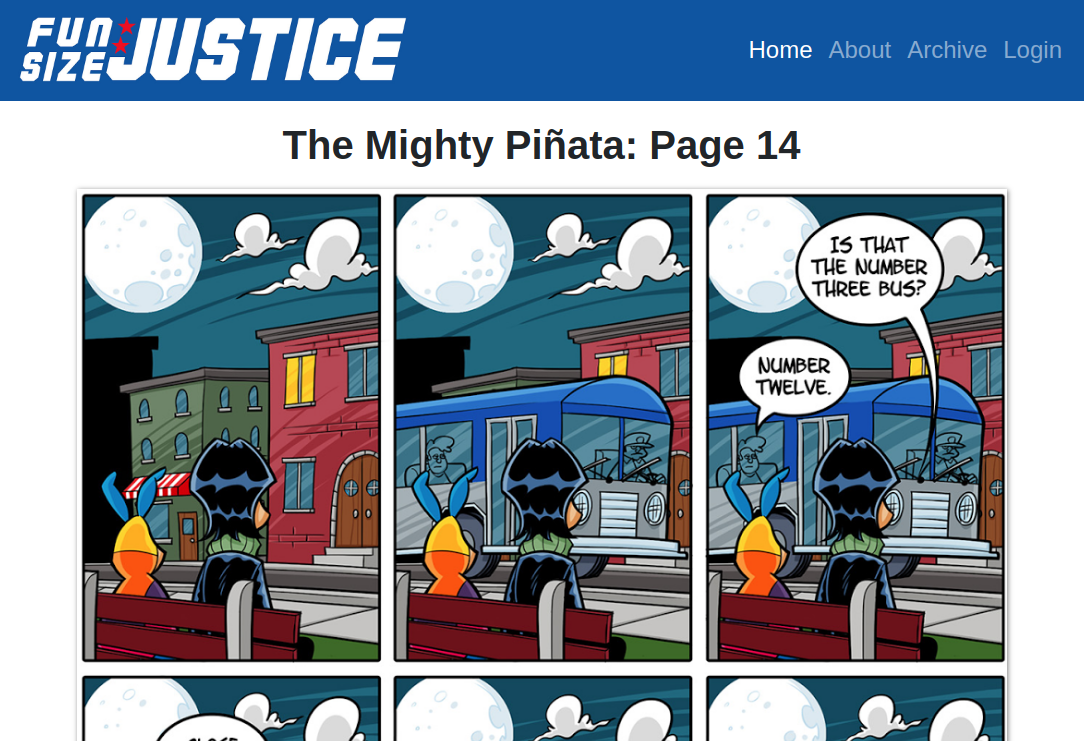 FUN
SIZE
JUSTICE
Home About Archive Login
The Mighty Piñata: Page 14
IS THAT
THE NUMBER
THREE BUS?
NUMBER
TWELVE.